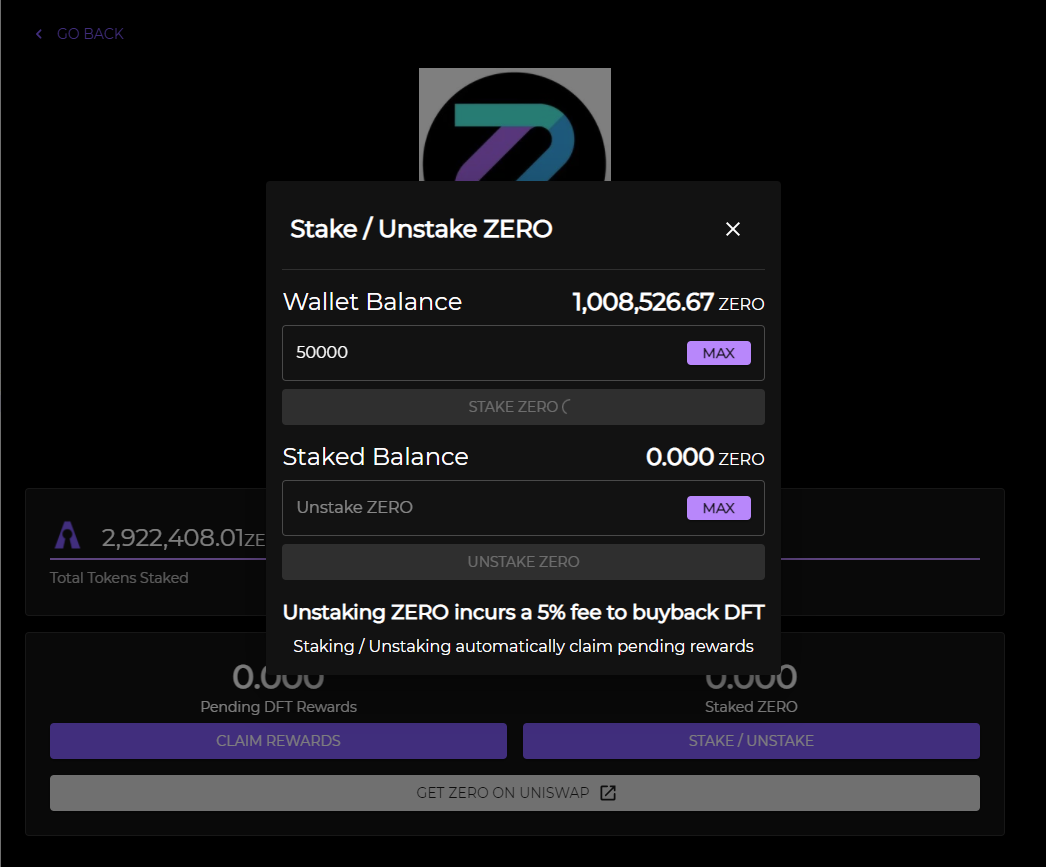 GO BACK
Stake / Unstake ZERO
Wallet Balance 1,008,526.67 ZERO
50000 MAX
STAKE ZERO
Staked Balance 0.000 ZERO
Unstake ZERO MAX
UNSTAKE ZERO
Unstaking ZERO incurs a 5% fee to buyback DFT
Staking / Unstaking automatically claim pending rewards
2,922,408.01 ZE
Total Tokens Staked
0.000 0.000
Pending DFT Rewards Staked ZERO
CLAIM REWARDS STAKE / UNSTAKE
GET ZERO ON UNISWAP